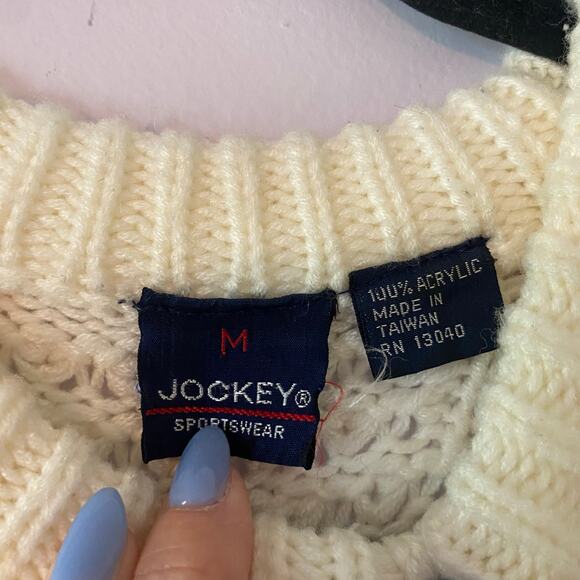 M
JOCKEY®
SPORTSWEAR
100% ACRYLIC
MADE IN
TAIWAN
RN 13040